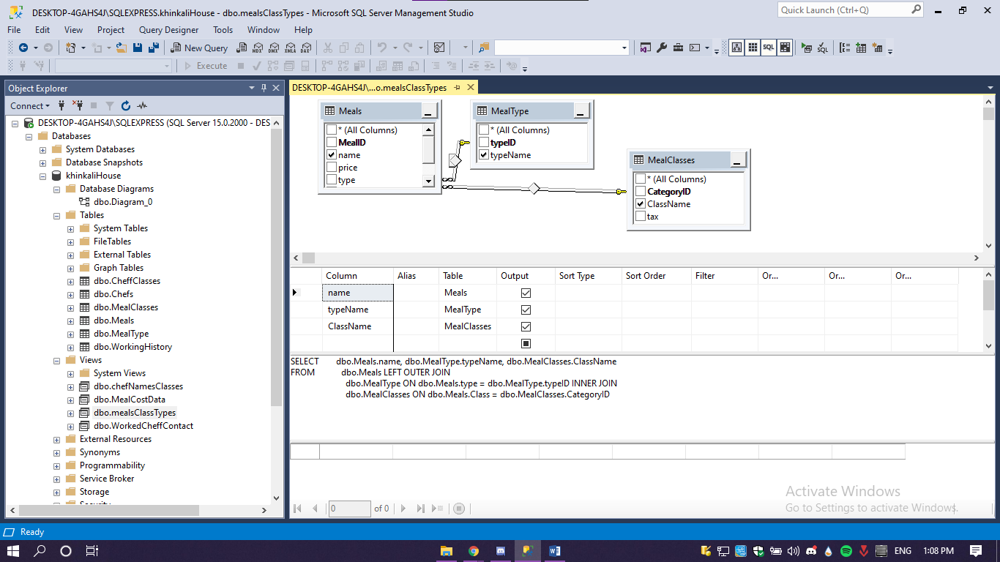 DESKTOP-4GAHS4J\SQLEXPRESS.khinkaliHouse - dbo.mealsClassTypes - Microsoft SQL Server Management Studio
Quick Launch (Ctrl+Q)
File Edit View Project Query Designer Tools Window Help
New Query
MDX DMX XMLA DAX
SQL
SQL
Execute
Object Explorer
Connect
DESKTOP-4GAHS4J\SQLEXPRESS (SQL Server 15.0.2000 - DES
Databases
System Databases
Database Snapshots
khinkaliHouse
Database Diagrams
dbo.Diagram_0
Tables
System Tables
FileTables
External Tables
Graph Tables
dbo.CheffClasses
dbo.Chefs
dbo.MealClasses
dbo.Meals
dbo.MealType
dbo.WorkingHistory
Views
System Views
dbo.chefNamesClasses
dbo.MealCostData
dbo.mealsClassTypes
dbo.WorkedCheffContact
External Resources
Synonyms
Programmability
Service Broker
Storage
Security
DESKTOP-4GAHS4J\...o.mealsClassTypes
Meals
* (All Columns)
MealID
name
price
type
MealType
* (All Columns)
typeID
typeName
MealClasses
* (All Columns)
CategoryID
ClassName
tax
Column Alias Table Output Sort Type Sort Order Filter Or... Or... Or...
name Meals
typeName MealType
ClassName MealClasses
SELECT dbo.Meals.name, dbo.MealType.typeName, dbo.MealClasses.ClassName
FROM dbo.Meals LEFT OUTER JOIN
dbo.MealType ON dbo.Meals.type = dbo.MealType.typeID INNER JOIN
dbo.MealClasses ON dbo.Meals.Class = dbo.MealClasses.CategoryID
0 of 0
Activate Windows
Go to Settings to activate Windows.
Ready
ENG 1:08 PM